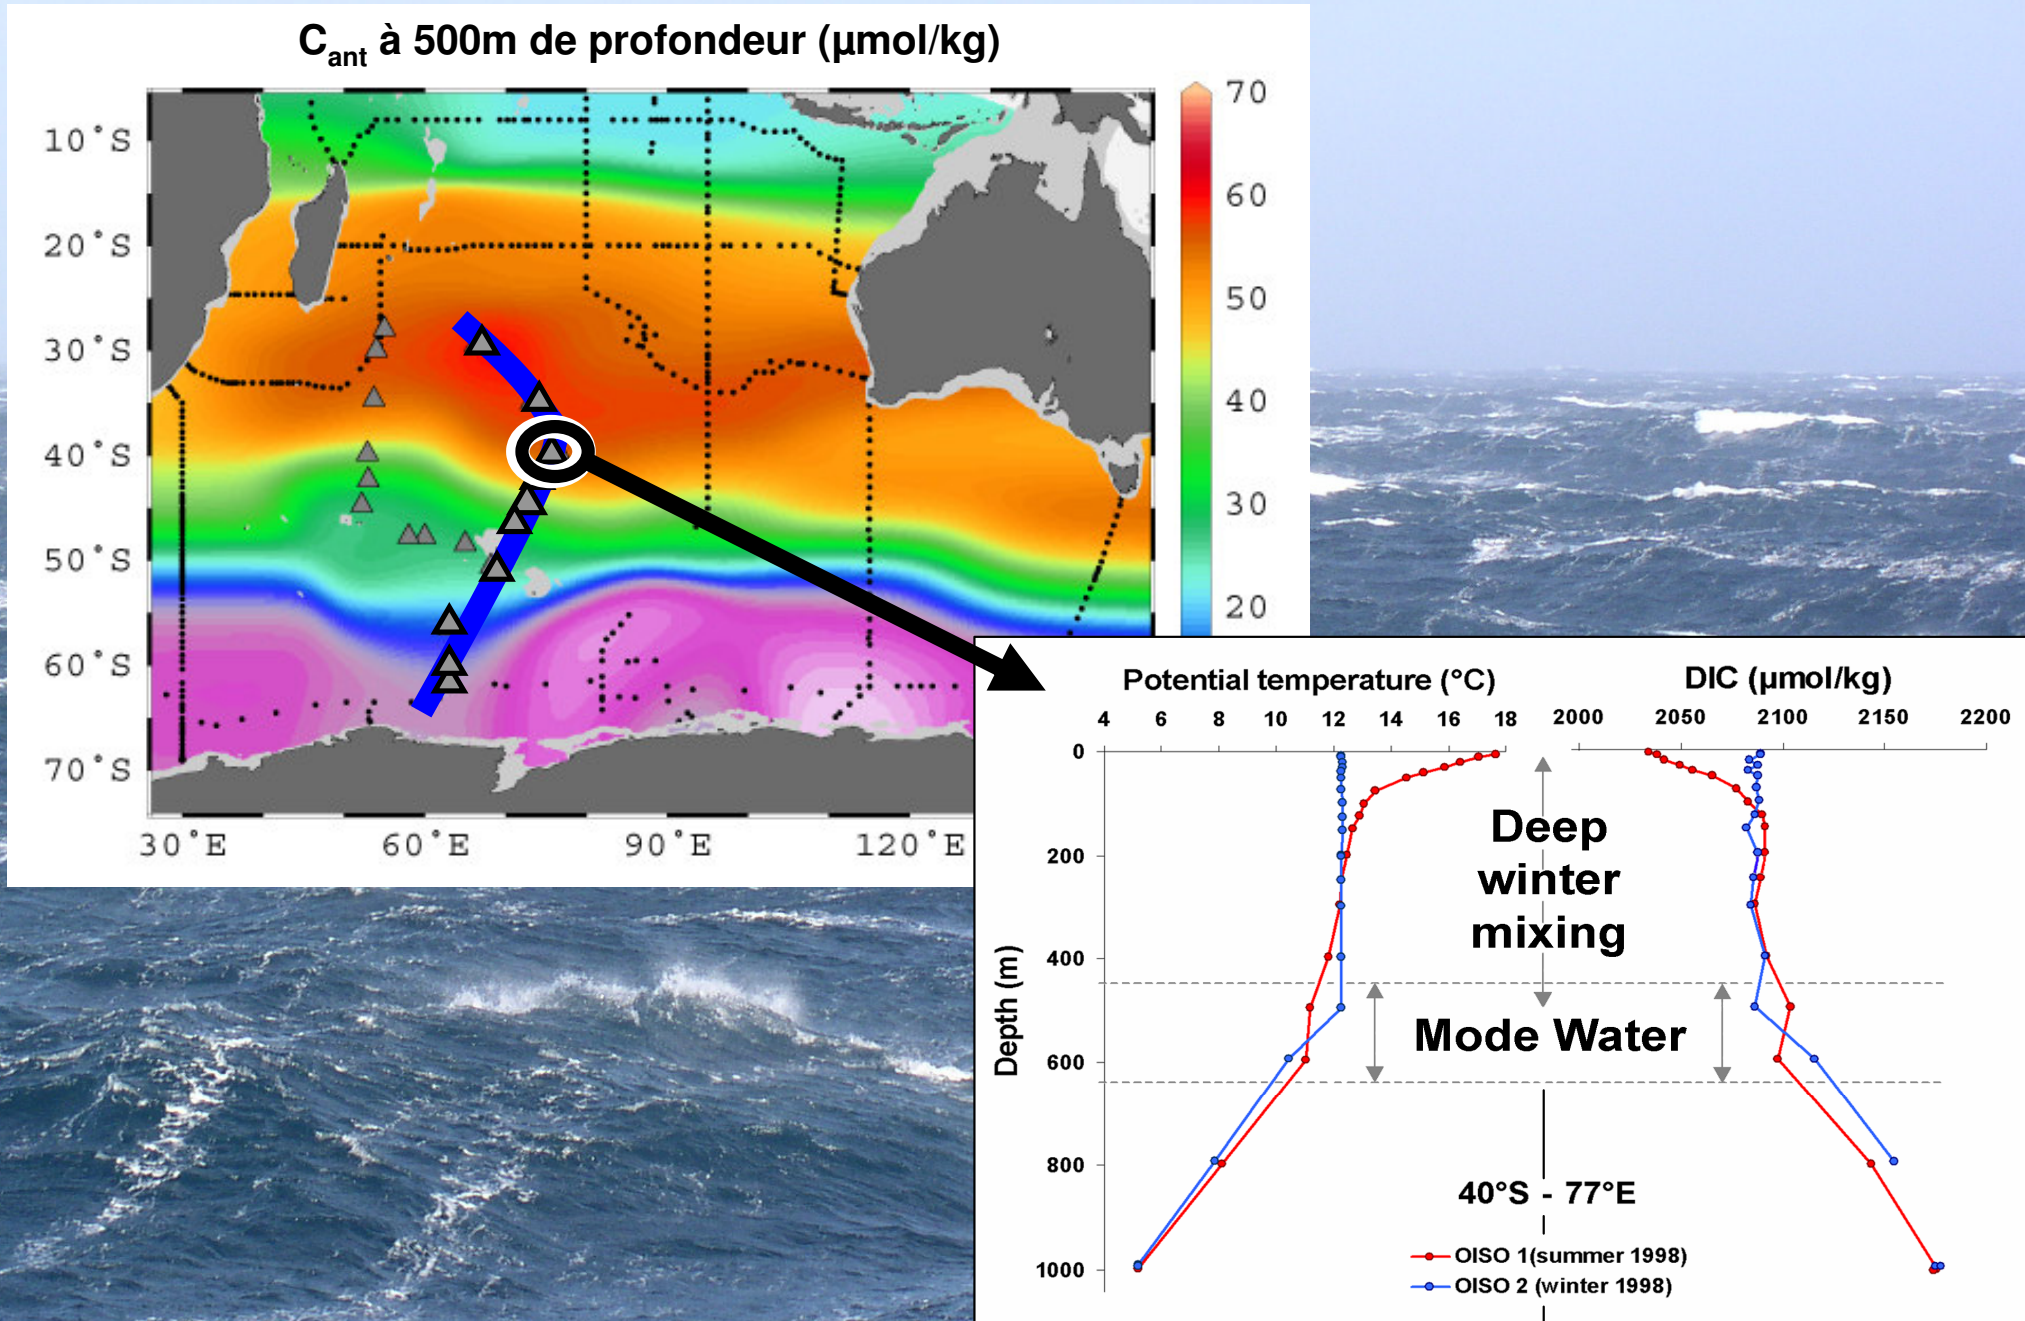 Cant à 500m de profondeur (µmol/kg)
70
60
50
40
30
20
10°S
20°S
30°S
40°S
50°S
60°S
70°S
30°E
60°E
90°E
120°E
Potential temperature (°C)
DIC (µmol/kg)
4 6 8 10 12 14 16 18
2000 2050 2100 2150 2200
0
200
400
600
800
1000
Depth (m)
Deep
winter
mixing
Mode Water
40°S - 77°E
OISO 1(summer 1998)
OISO 2 (winter 1998)